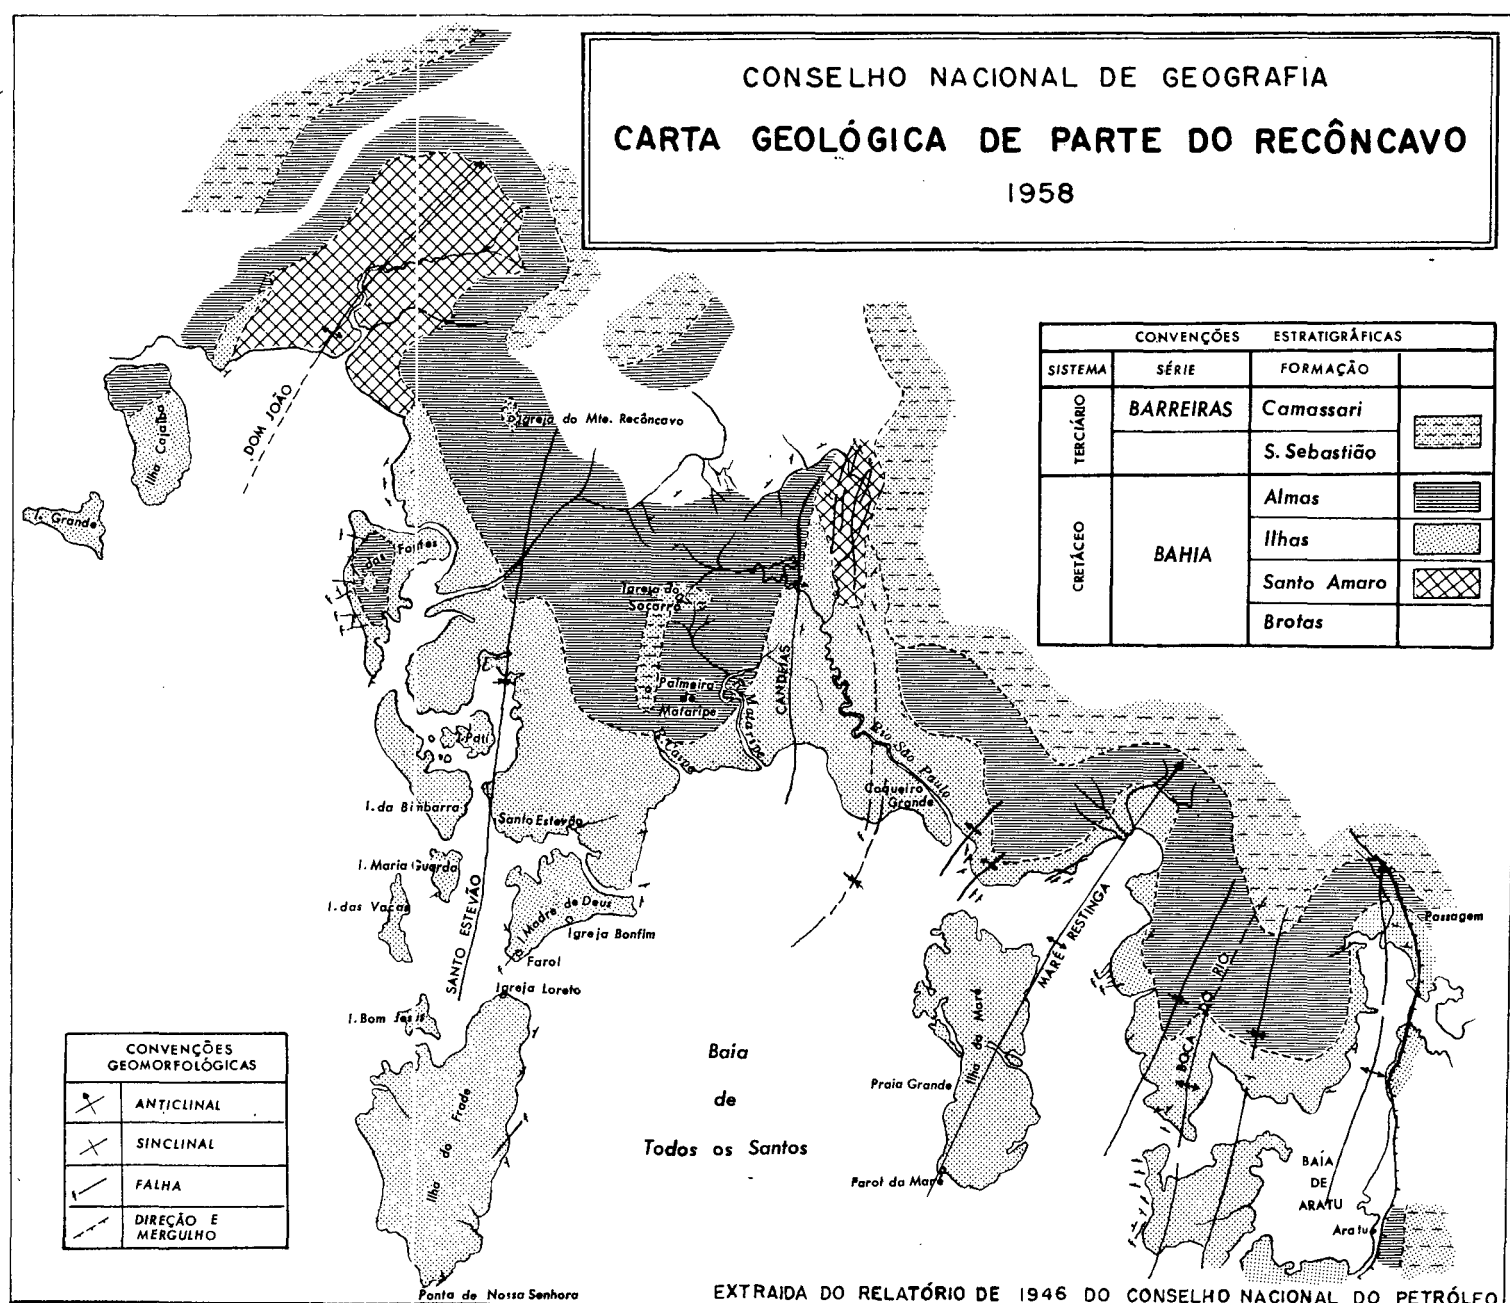 CONSELHO NACIONAL DE GEOGRAFIA
CARTA GEOLÓGICA DE PARTE DO RECÔNCAVO
1958
CONVENÇÕES ESTRATIGRÁFICAS
SISTEMA SÉRIE FORMAÇÃO
TERCIÁRIO BARREIRAS Camassari
S. Sebastião
CRETÁCEO BAHIA Almas
Ilhas
Santo Amaro
Brotas
DOM JOÃO
Ilha Cajaíba
I. Grande
Igreja do Mte. Recôncavo
I. das Fontes
Igreja do
Socorro
Palmeira
de
Mataripe
R. Mataripe
CANDEIAS
Rio São Paulo
Coqueiro
Grande
I. Pati
I. da Bimbarra
Santo Estevão
I. Maria Guarda
I. das Vacas
SANTO ESTEVÃO
I Madre de Deus
Igreja Bonfim
Farol
Igreja Loreto
I. Bom Jesus
Ilha do Frade
Ponta de Nossa Senhora
Baia
de
Todos os Santos
MARÉ RESTINGA
Ilha da Maré
Praia Grande
Farol da Maré
BOCA DO RIO
Passagem
BAÍA
DE
ARATU
Aratu
CONVENÇÕES
GEOMORFOLÓGICAS
ANTICLINAL
SINCLINAL
FALHA
DIREÇÃO E
MERGULHO
EXTRAIDA DO RELATÓRIO DE 1946 DO CONSELHO NACIONAL DO PETRÓLEO